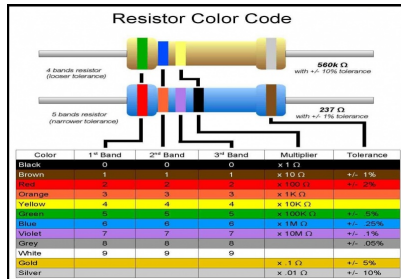 Resistor Color Code
4 bands resistor
(looser tolerance)
560k Ω
with +/- 10% tolerance
5 bands resistor
(narrower tolerance)
237 Ω
with +/- 1% tolerance
Color 1st Band 2nd Band 3rd Band Multiplier Tolerance
Black 0 0 0 x 1 Ω
Brown 1 1 1 x 10 Ω +/- 1%
Red 2 2 2 x 100 Ω +/- 2%
Orange 3 3 3 x 1K Ω
Yellow 4 4 4 x 10K Ω
Green 5 5 5 x 100K Ω +/- .5%
Blue 6 6 6 x 1M Ω +/- .25%
Violet 7 7 7 x 10M Ω +/- .1%
Grey 8 8 8 +/- .05%
White 9 9 9
Gold x .1 Ω +/- 5%
Silver x .01 Ω +/- 10%